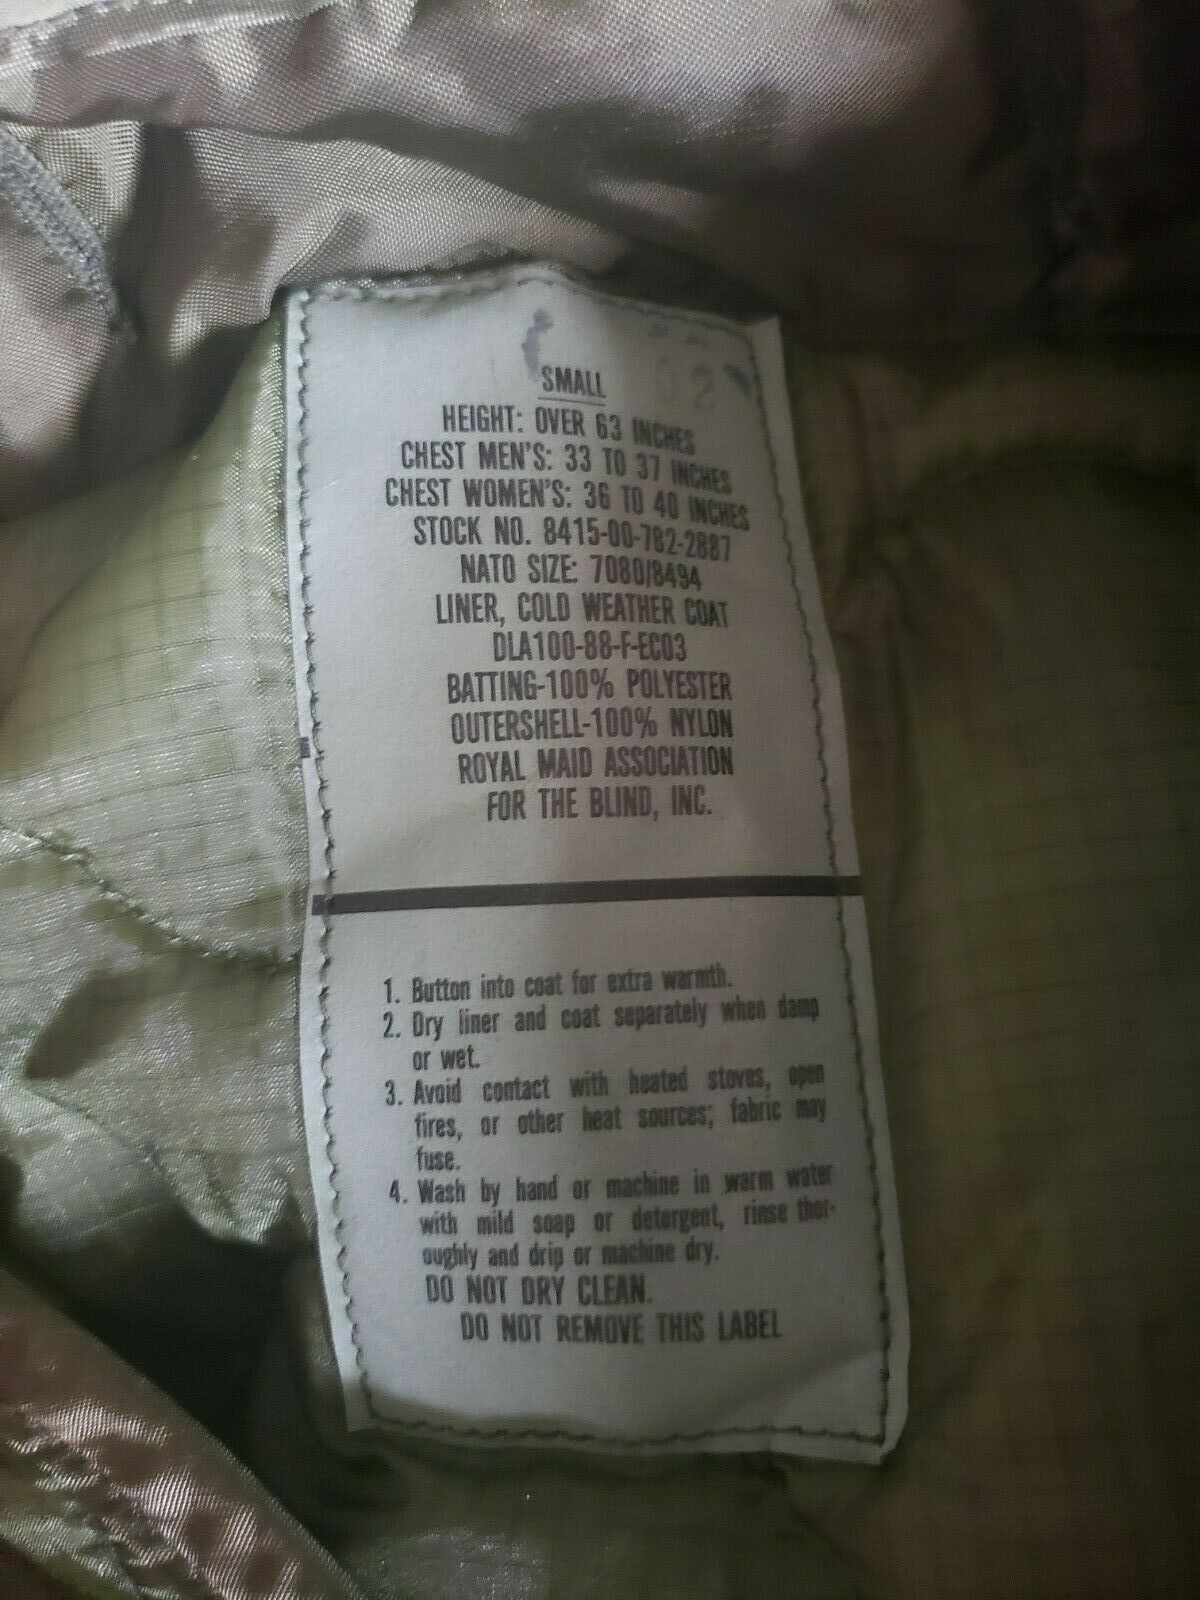 SMALL
HEIGHT: OVER 63 INCHES
CHEST MEN'S: 33 TO 37 INCHES
CHEST WOMEN'S: 36 TO 40 INCHES
STOCK NO. 8415-00-782-2887
NATO SIZE: 7080/8494
LINER, COLD WEATHER COAT
DLA100-88-F-EC03
BATTING-100% POLYESTER
OUTERSHELL-100% NYLON
ROYAL MAID ASSOCIATION
FOR THE BLIND, INC.
1. Button into coat for extra warmth.
2. Dry liner and coat separately when damp
or wet.
3. Avoid contact with heated stoves, open
fires, or other heat sources; fabric may
fuse.
4. Wash by hand or machine in warm water
with mild soap or detergent, rinse thor-
oughly and drip or machine dry.
DO NOT DRY CLEAN.
DO NOT REMOVE THIS LABEL